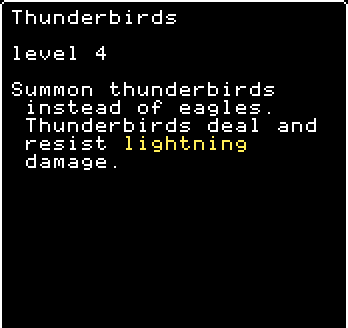 Thunderbirds
level 4
Summon thunderbirds
instead of eagles.
Thunderbirds deal and
resist lightning
damage.